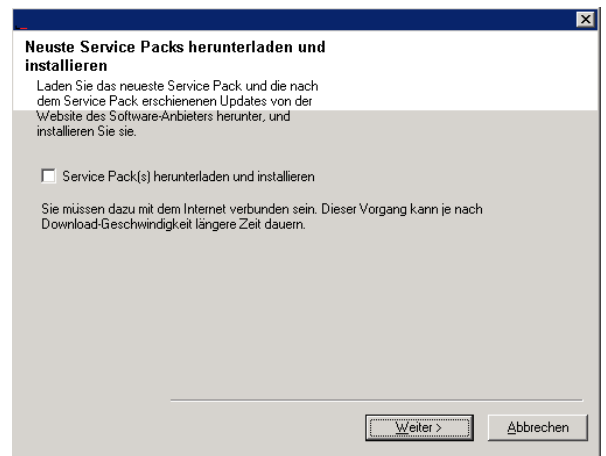 Neuste Service Packs herunterladen und
installieren
Laden Sie das neueste Service Pack und die nach
dem Service Pack erschienenen Updates von der
Website des Software-Anbieters herunter, und
installieren Sie sie.
Service Pack(s) herunterladen und installieren
Sie müssen dazu mit dem Internet verbunden sein. Dieser Vorgang kann je nach
Download-Geschwindigkeit längere Zeit dauern.
Weiter > Abbrechen